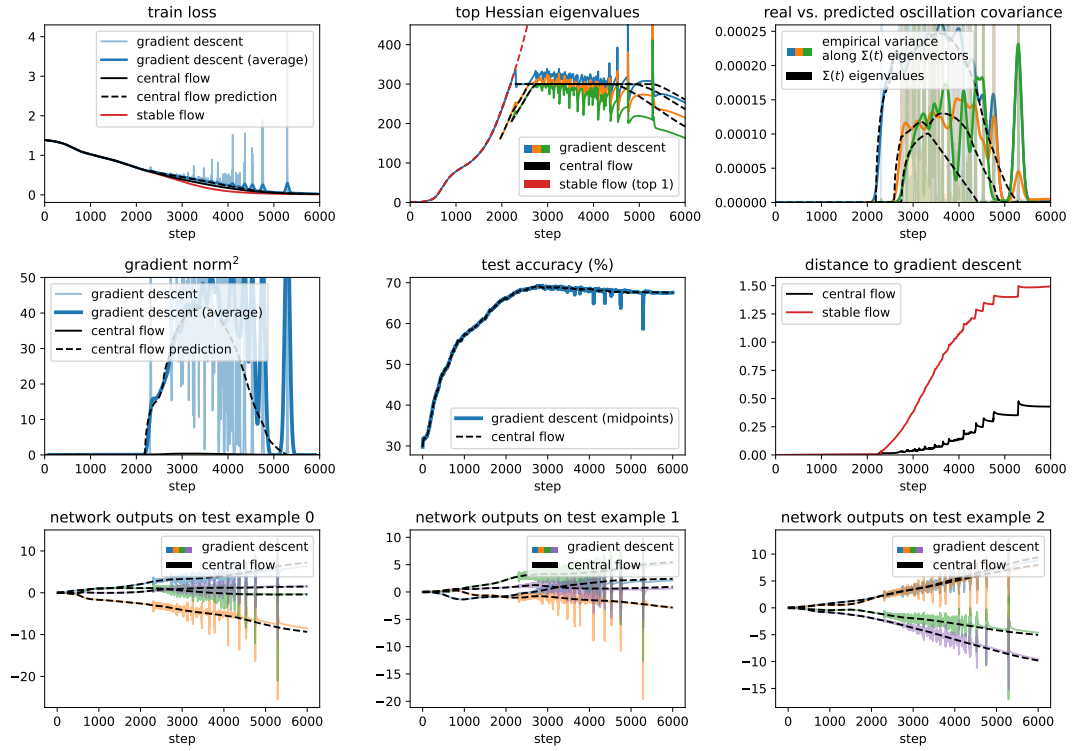 train loss
4
3
2
1
0
gradient descent
gradient descent (average)
central flow
central flow prediction
stable flow
0 1000 2000 3000 4000 5000 6000
step
top Hessian eigenvalues
400
300
200
100
0
gradient descent
central flow
stable flow (top 1)
0 1000 2000 3000 4000 5000 6000
step
real vs. predicted oscillation covariance
0.00025
0.00020
0.00015
0.00010
0.00005
0.00000
empirical variance
along Σ(t) eigenvectors
Σ(t) eigenvalues
0 1000 2000 3000 4000 5000 6000
step
gradient norm²
50
40
30
20
10
0
gradient descent
gradient descent (average)
central flow
central flow prediction
0 1000 2000 3000 4000 5000 6000
step
test accuracy (%)
70
60
50
40
30
gradient descent (midpoints)
central flow
0 1000 2000 3000 4000 5000 6000
step
distance to gradient descent
1.50
1.25
1.00
0.75
0.50
0.25
0.00
central flow
stable flow
0 1000 2000 3000 4000 5000 6000
step
network outputs on test example 0
10
0
−10
−20
gradient descent
central flow
0 1000 2000 3000 4000 5000 6000
step
network outputs on test example 1
10
5
0
−5
−10
−15
−20
gradient descent
central flow
0 1000 2000 3000 4000 5000 6000
step
network outputs on test example 2
10
5
0
−5
−10
−15
gradient descent
central flow
0 1000 2000 3000 4000 5000 6000
step